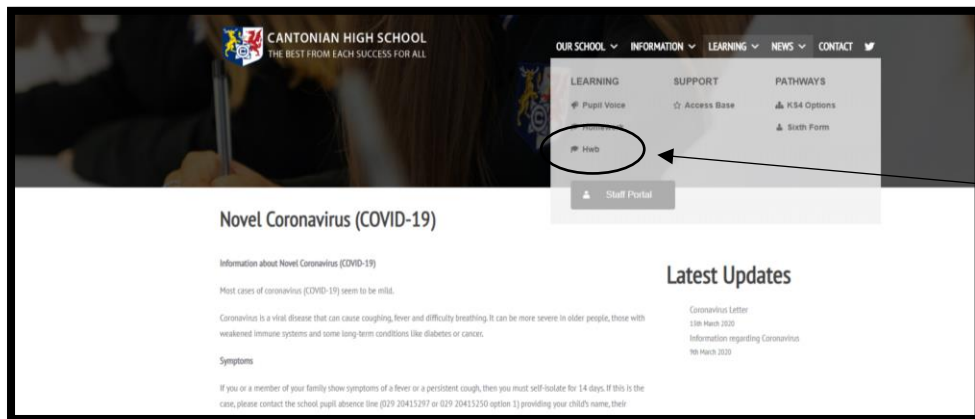 CANTONIAN HIGH SCHOOL
THE BEST FROM EACH SUCCESS FOR ALL
OUR SCHOOL INFORMATION LEARNING NEWS CONTACT
LEARNING SUPPORT PATHWAYS
Pupil Voice Access Base KS4 Options
Homework Sixth Form
Hwb
Staff Portal
Novel Coronavirus (COVID-19)
Information about Novel Coronavirus (COVID-19)
Most cases of coronavirus (COVID-19) seem to be mild.
Coronavirus is a viral disease that can cause coughing, fever and difficulty breathing. It can be more severe in older people, those with
weakened immune systems and some long-term conditions like diabetes or cancer.
Symptoms
If you or a member of your family show symptoms of a fever or a persistent cough, then you must self-isolate for 14 days. If this is the
case, please contact the school pupil absence line (029 20415297 or 029 20415250 option 1) providing your child's name, their
Latest Updates
Coronavirus Letter
13th March 2020
Information regarding Coronavirus
9th March 2020